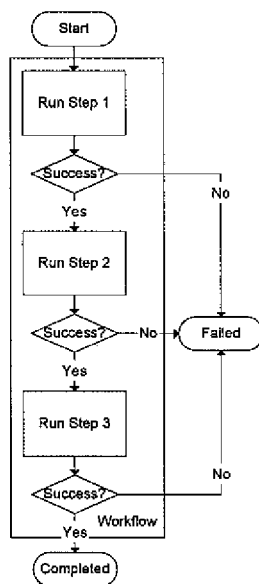 Start
Run Step 1
Success?
No
Yes
Run Step 2
Success?
No
Failed
Yes
Run Step 3
Success?
No
Yes
Workflow
Completed